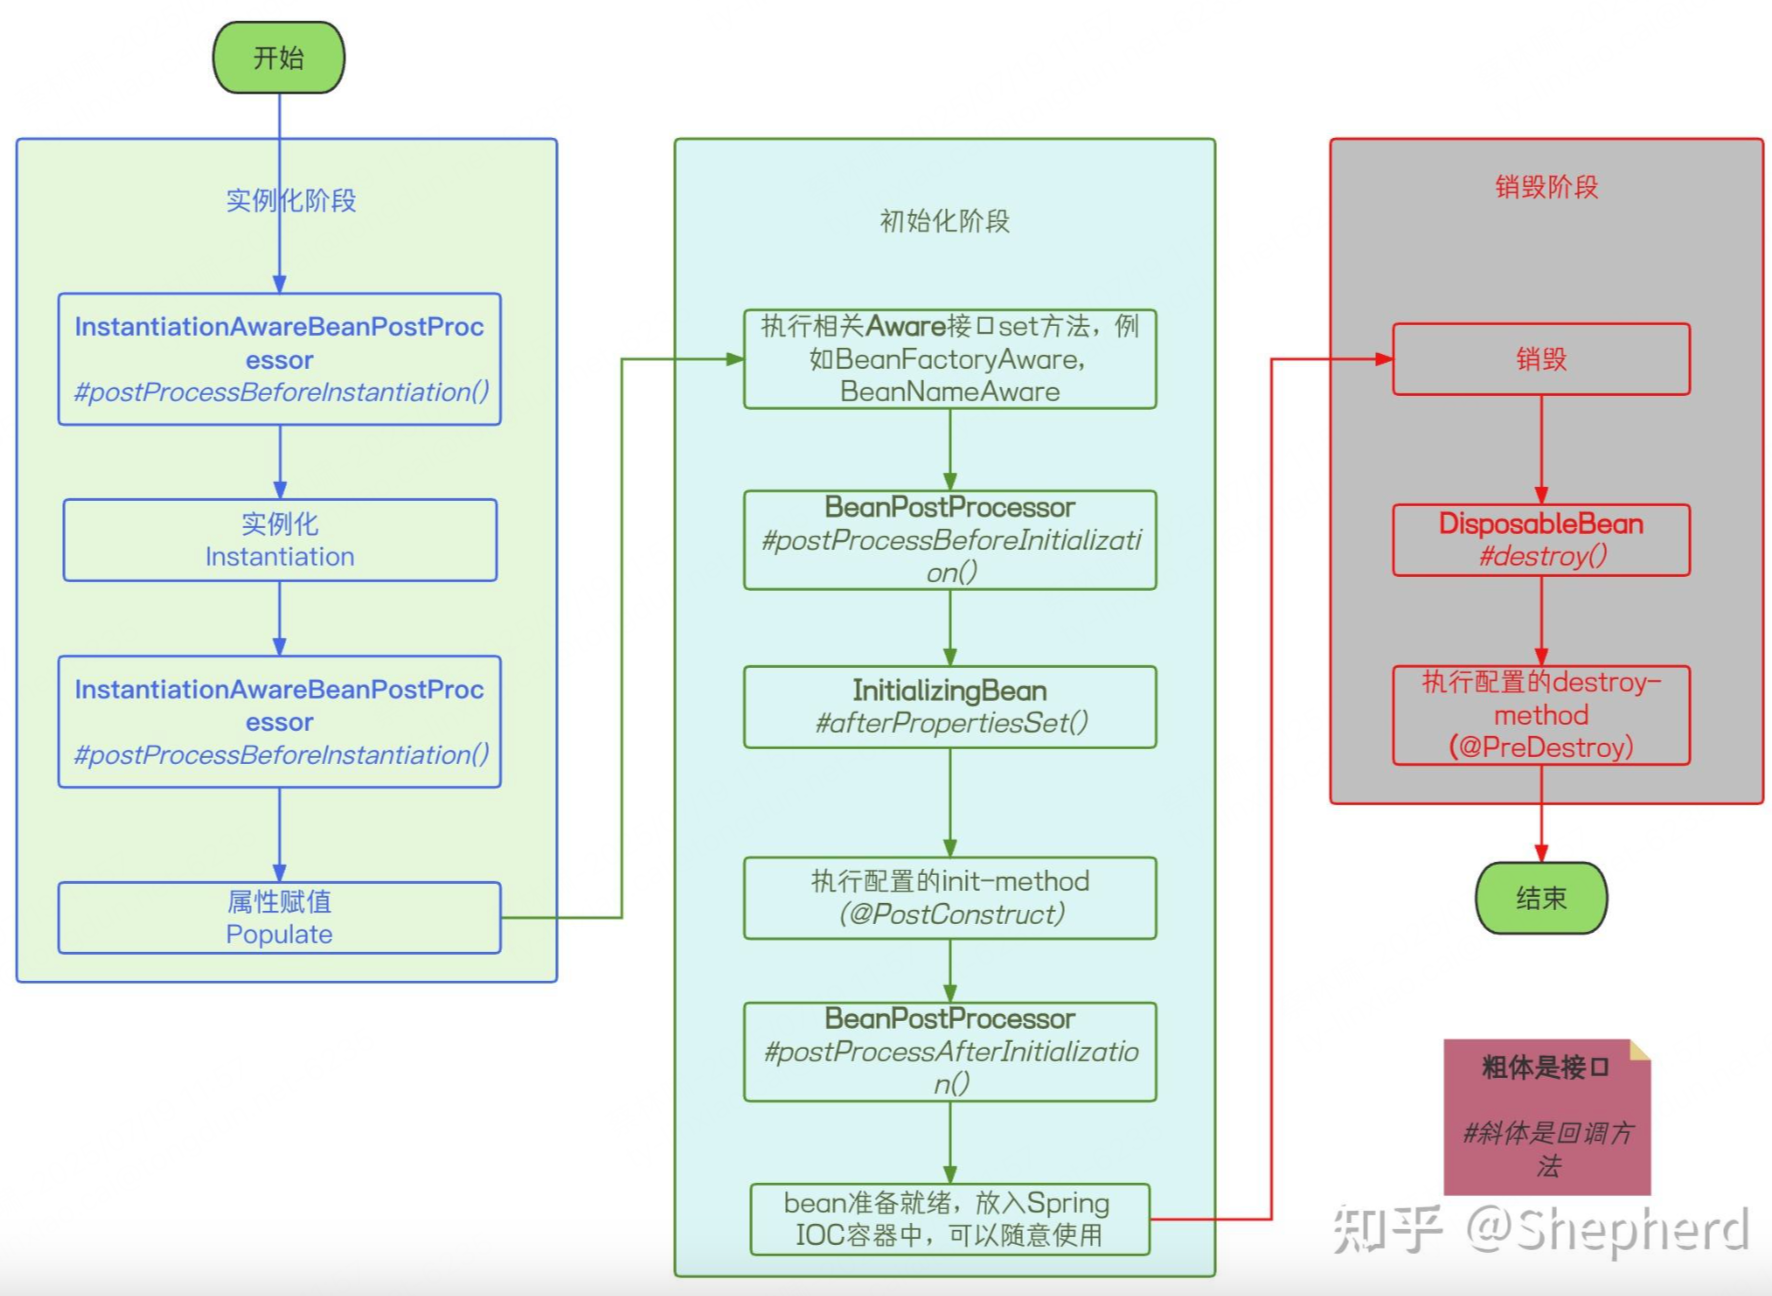 开始
实例化阶段
InstantiationAwareBeanPostProc
essor
#postProcessBeforeInstantiation()
实例化
Instantiation
InstantiationAwareBeanPostProc
essor
#postProcessBeforeInstantiation()
属性赋值
Populate
初始化阶段
执行相关Aware接口set方法，例
如BeanFactoryAware，
BeanNameAware
BeanPostProcessor
#postProcessBeforeInitializati
on()
InitializingBean
#afterPropertiesSet()
执行配置的init-method
(@PostConstruct)
BeanPostProcessor
#postProcessAfterInitializatio
n()
bean准备就绪，放入Spring
IOC容器中，可以随意使用
销毁阶段
销毁
DisposableBean
#destroy()
执行配置的destroy-
method
(@PreDestroy)
结束
粗体是接口
#斜体是回调方
法
知乎 @Shepherd